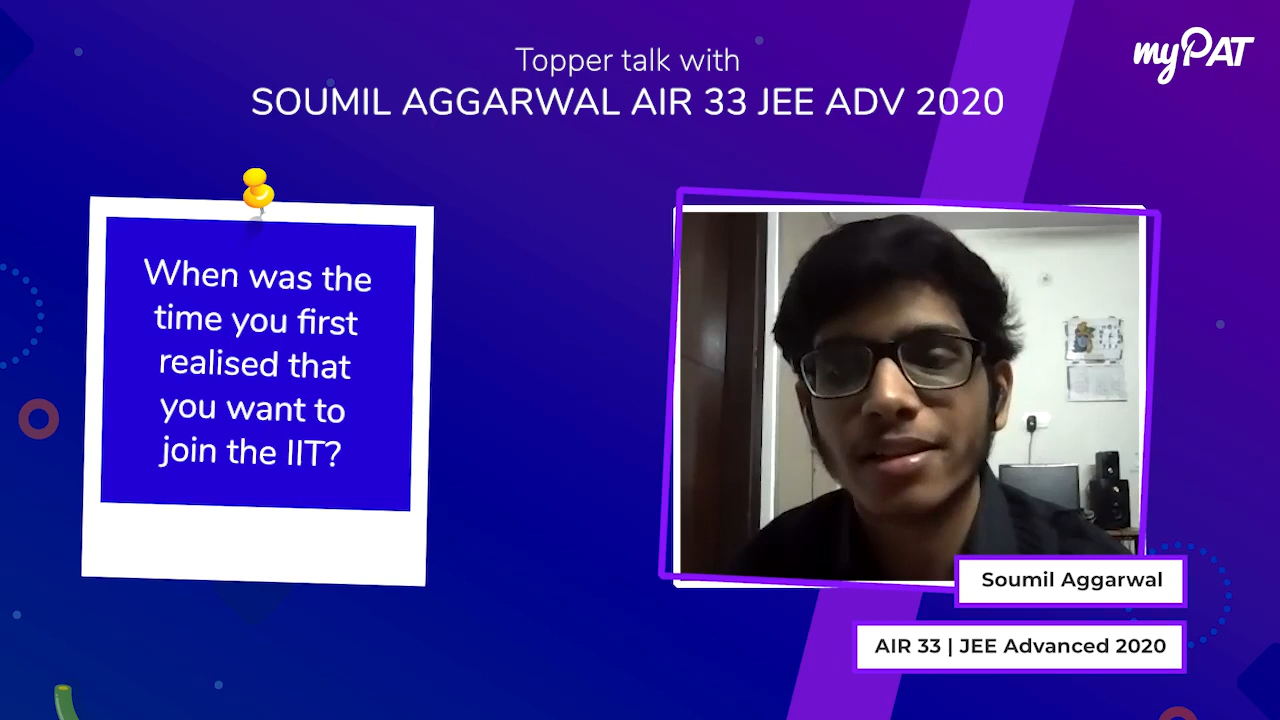 Topper talk with
SOUMIL AGGARWAL AIR 33 JEE ADV 2020
myPAT
When was the
time you first
realised that
you want to
join the IIT?
Soumil Aggarwal
AIR 33 | JEE Advanced 2020